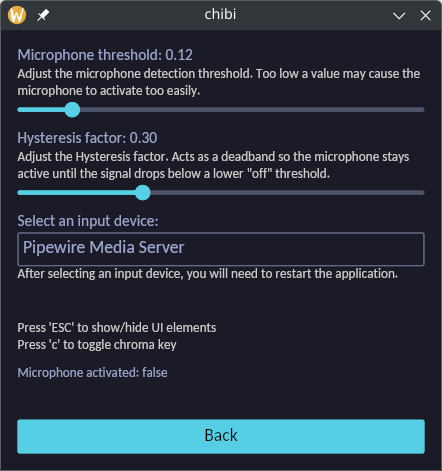 chibi
Microphone threshold: 0.12
Adjust the microphone detection threshold. Too low a value may cause the
microphone to activate too easily.
Hysteresis factor: 0.30
Adjust the Hysteresis factor. Acts as a deadband so the microphone stays
active until the signal drops below a lower "off" threshold.
Select an input device:
Pipewire Media Server
After selecting an input device, you will need to restart the application.
Press 'ESC' to show/hide UI elements
Press 'c' to toggle chroma key
Microphone activated: false
Back